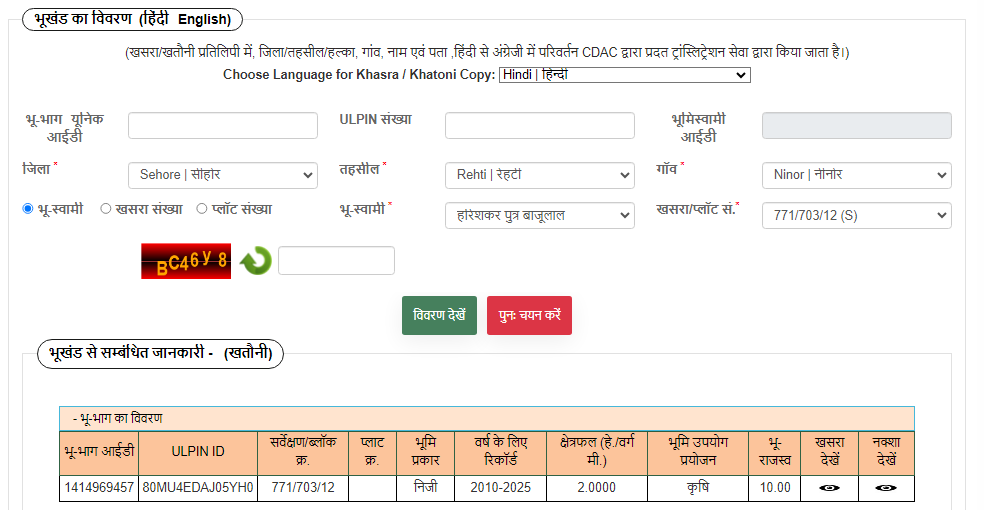 भूखंड का विवरण (हिंदी English)
(खसरा/खतौनी प्रतिलिपी में, जिला/तहसील/हल्का, गांव, नाम एवं पता ,हिंदी से अंग्रेजी में परिवर्तन CDAC द्वारा प्रदत ट्रांस्लिट्रेशन सेवा द्वारा किया जाता है।)
Choose Language for Khasra / Khatoni Copy: Hindi | हिन्दी
भू-भाग यूनिक आईडी ULPIN संख्या भूमिस्वामी आईडी
जिला * Sehore | सीहोर तहसील * Rehti | रेहटी गॉव * Ninor | नीनोर
भू-स्वामी खसरा संख्या प्लॉट संख्या भू-स्वामी * हरिशकर पुत्र बाजूलाल खसरा/प्लॉट सं.* 771/703/12 (S)
BC46Y8
विवरण देखें पुनः चयन करें
भूखंड से सम्बंधित जानकारी - (खतौनी)
- भू-भाग का विवरण
भू-भाग आईडी ULPIN ID सर्वेक्षण/ब्लॉक क्र. प्लाट क्र. भूमि प्रकार वर्ष के लिए रिकॉर्ड क्षेत्रफल (हे./वर्ग मी.) भूमि उपयोग प्रयोजन भू-राजस्व खसरा देखें नक्शा देखें
1414969457 80MU4EDAJ05YH0 771/703/12 निजी 2010-2025 2.0000 कृषि 10.00